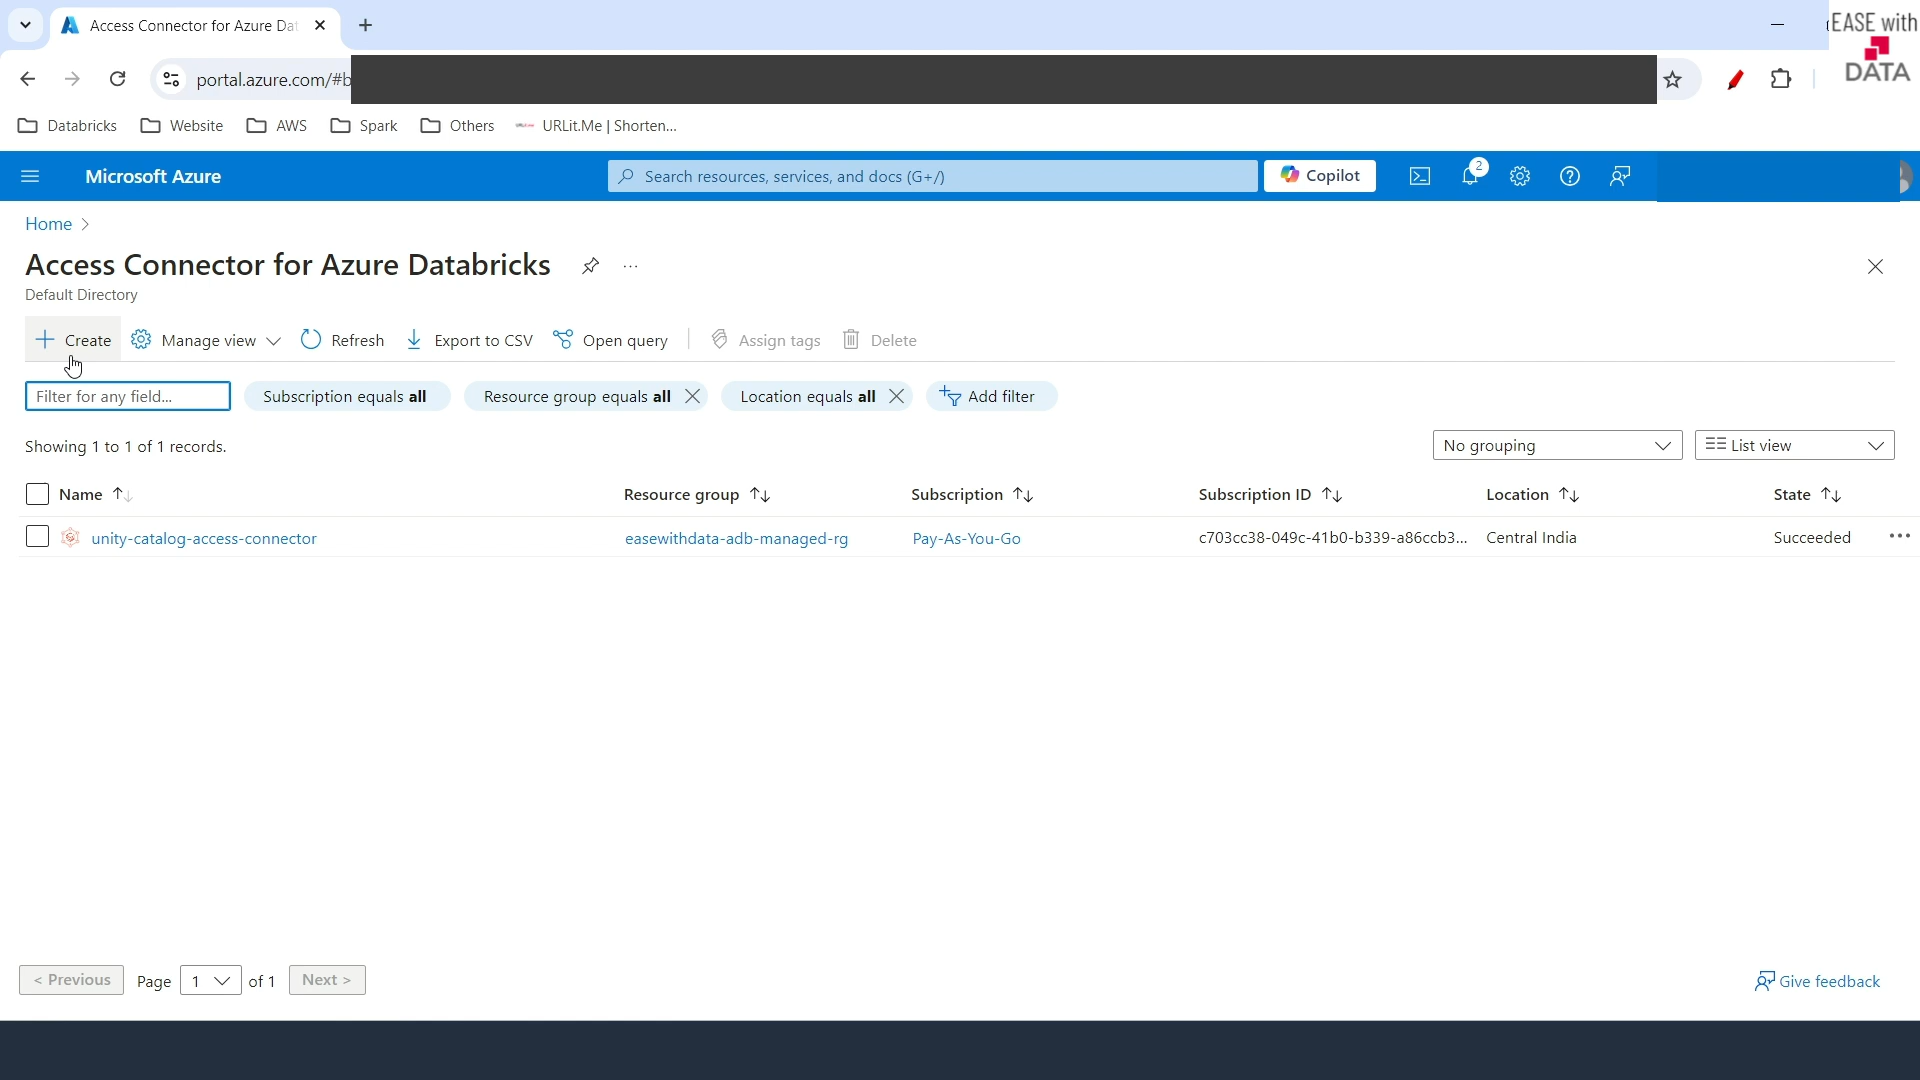 Access Connector for Azure Dat
EASE with
DATA
portal.azure.com/#b
Databricks
Website
AWS
Spark
Others
URLit.Me | Shorten...
Microsoft Azure
Search resources, services, and docs (G+/)
Copilot
2
Home
Access Connector for Azure Databricks
Default Directory
Create
Manage view
Refresh
Export to CSV
Open query
Assign tags
Delete
Filter for any field...
Subscription equals all
Resource group equals all
Location equals all
Add filter
Showing 1 to 1 of 1 records.
No grouping
List view
Name
Resource group
Subscription
Subscription ID
Location
State
unity-catalog-access-connector
easewithdata-adb-managed-rg
Pay-As-You-Go
c703cc38-049c-41b0-b339-a86ccb3...
Central India
Succeeded
< Previous
Page 1 of 1
Next >
Give feedback